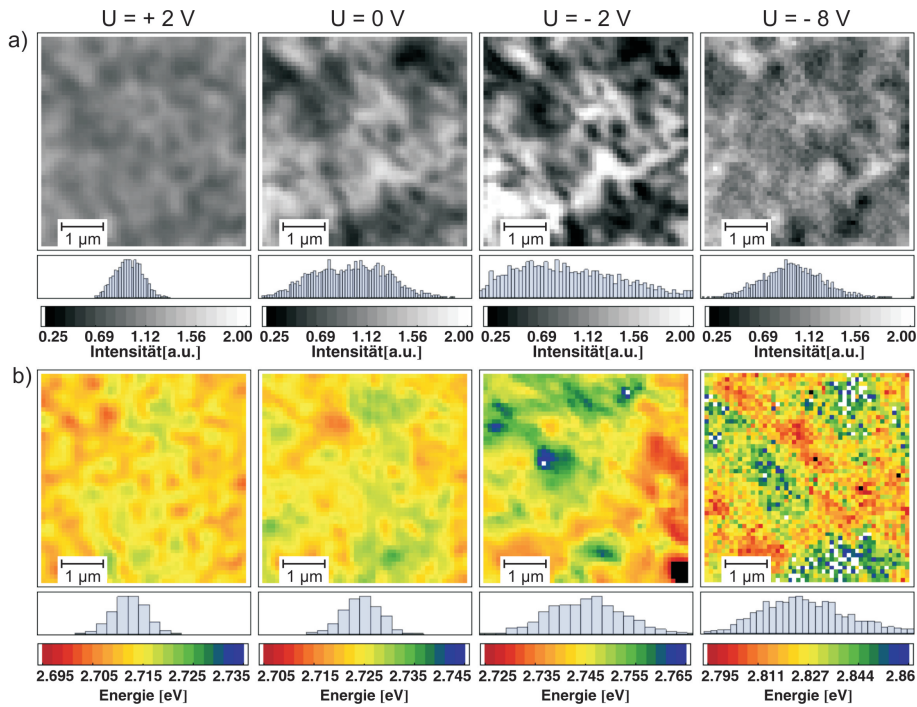 U = + 2 V U = 0 V U = - 2 V U = - 8 V
a)
1 µm 1 µm 1 µm 1 µm
0.25 0.69 1.12 1.56 2.00 0.25 0.69 1.12 1.56 2.00 0.25 0.69 1.12 1.56 2.00 0.25 0.69 1.12 1.56 2.00
Intensität[a.u.] Intensität[a.u.] Intensität[a.u.] Intensität[a.u.]
b)
1 µm 1 µm 1 µm 1 µm
2.695 2.705 2.715 2.725 2.735 2.705 2.715 2.725 2.735 2.745 2.725 2.735 2.745 2.755 2.765 2.795 2.811 2.827 2.844 2.86
Energie [eV] Energie [eV] Energie [eV] Energie [eV]